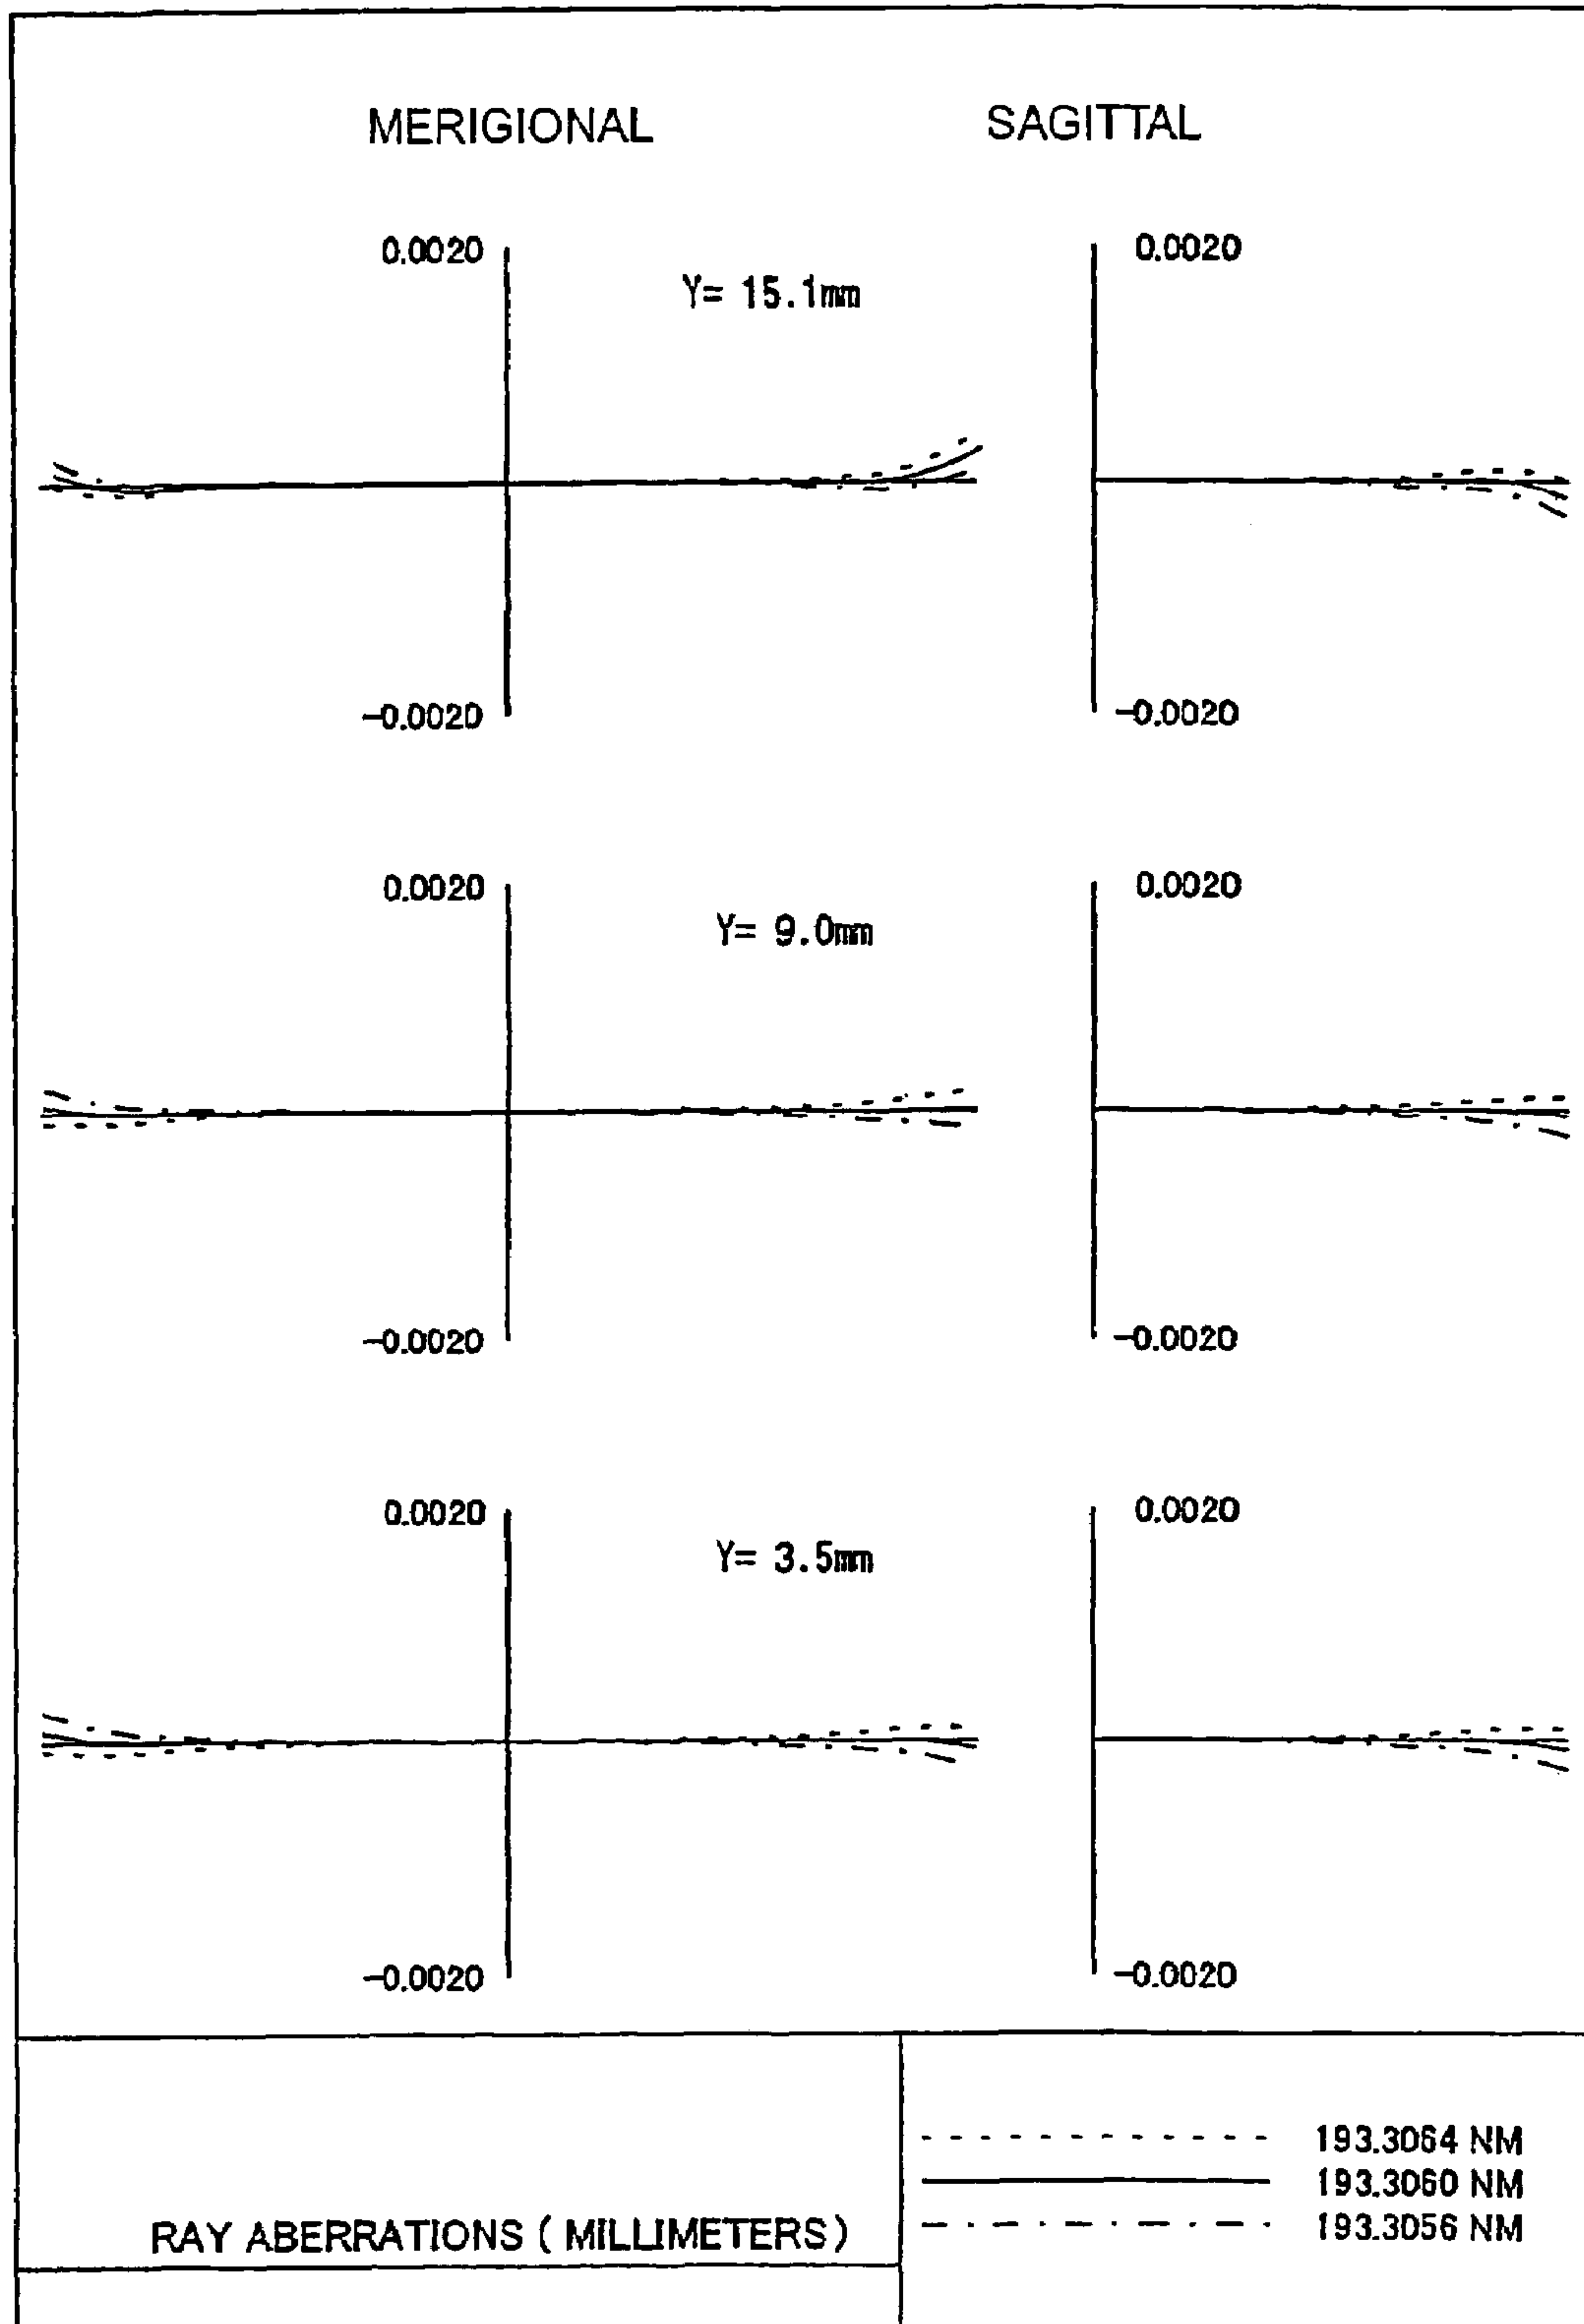 MERIGIONAL SAGITTAL
0.0020 0.0020
Y= 15.1mm
-0.0020 -0.0020
0.0020 0.0020
Y= 9.0mm
-0.0020 -0.0020
0.0020 0.0020
Y= 3.5mm
-0.0020 -0.0020
193.3064 NM
193.3060 NM
RAY ABERRATIONS ( MILLIMETERS ) 193.3056 NM